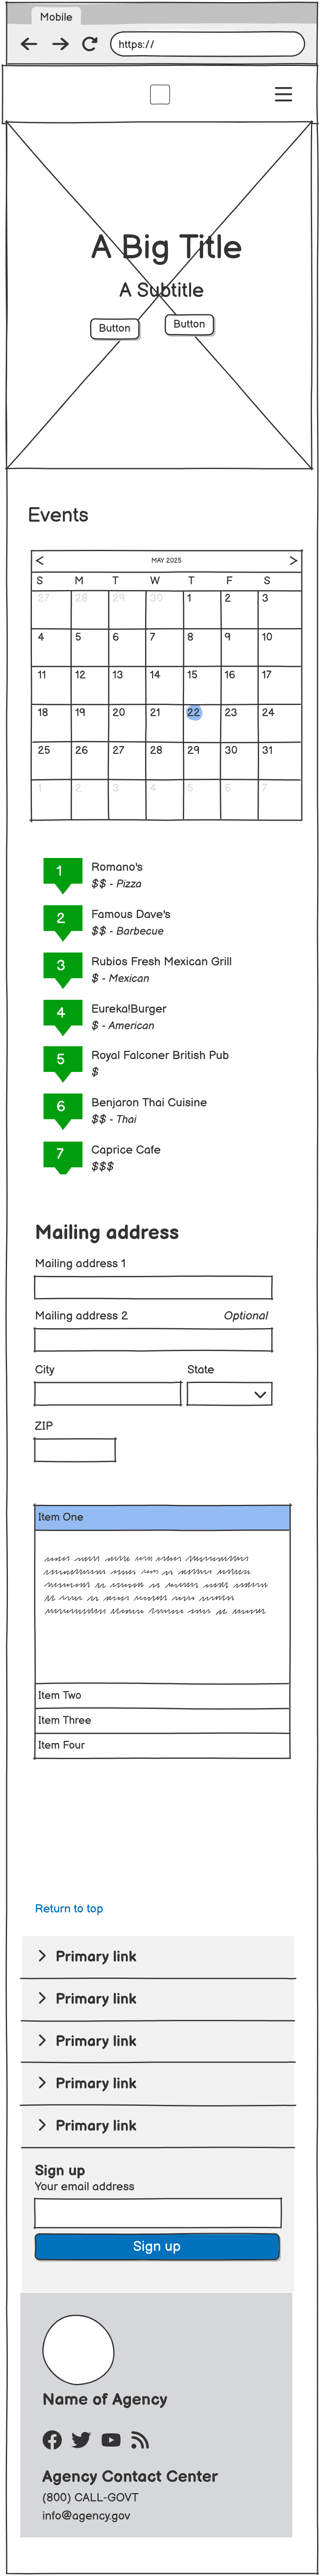 Mobile
https://
A Big Title
A Subtitle
Button Button
Events
< MAY 2025 >
S M T W T F S
27 28 29 30 1 2 3
4 5 6 7 8 9 10
11 12 13 14 15 16 17
18 19 20 21 22 23 24
25 26 27 28 29 30 31
1 2 3 4 5 6 7
1 Romano's
$$ - Pizza
2 Famous Dave's
$$ - Barbecue
3 Rubios Fresh Mexican Grill
$ - Mexican
4 Eureka!Burger
$ - American
5 Royal Falconer British Pub
$
6 Benjaron Thai Cuisine
$$ - Thai
7 Caprice Cafe
$$$
Mailing address
Mailing address 1
Mailing address 2 Optional
City State
ZIP
Item One
Item Two
Item Three
Item Four
Return to top
Primary link
Primary link
Primary link
Primary link
Primary link
Sign up
Your email address
Sign up
Name of Agency
Agency Contact Center
(800) CALL-GOVT
info@agency.gov